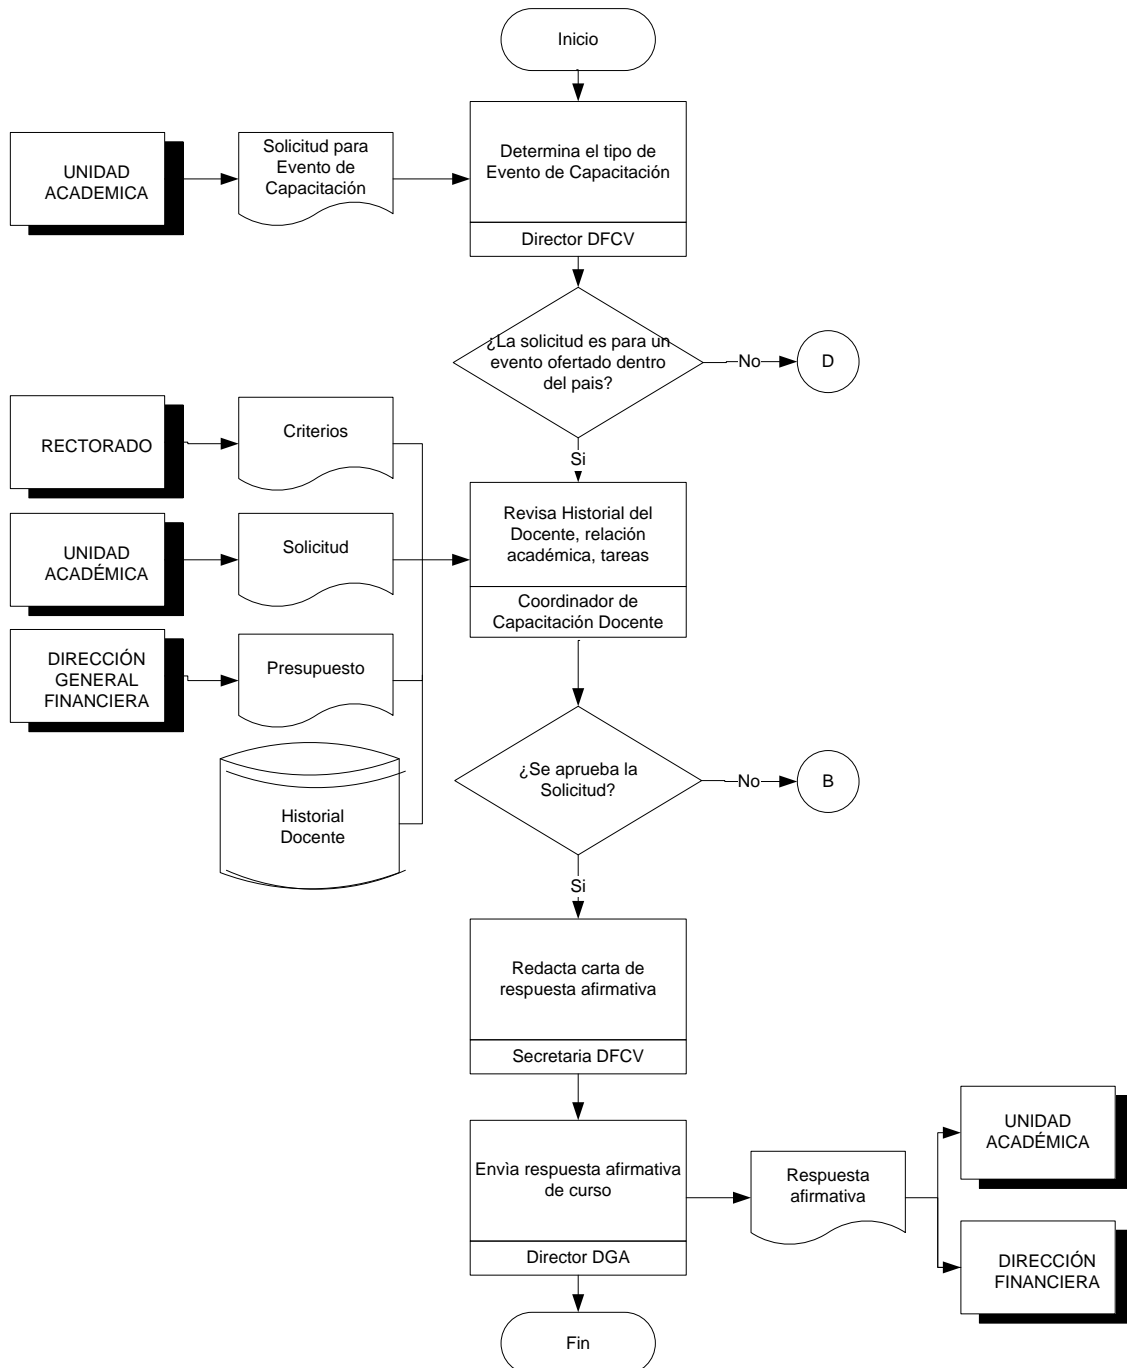 Inicio
UNIDAD
ACADEMICA
Solicitud para
Evento de
Capacitación
Determina el tipo de
Evento de Capacitación
Director DFCV
¿La solicitud es para un
evento ofertado dentro
del pais?
No
D
Si
RECTORADO
Criterios
UNIDAD
ACADÉMICA
Solicitud
Revisa Historial del
Docente, relación
académica, tareas
Coordinador de
Capacitación Docente
DIRECCIÓN
GENERAL
FINANCIERA
Presupuesto
Historial
Docente
¿Se aprueba la
Solicitud?
No
B
Si
Redacta carta de
respuesta afirmativa
Secretaria DFCV
Envìa respuesta afirmativa
de curso
Director DGA
Respuesta
afirmativa
UNIDAD
ACADÉMICA
DIRECCIÓN
FINANCIERA
Fin